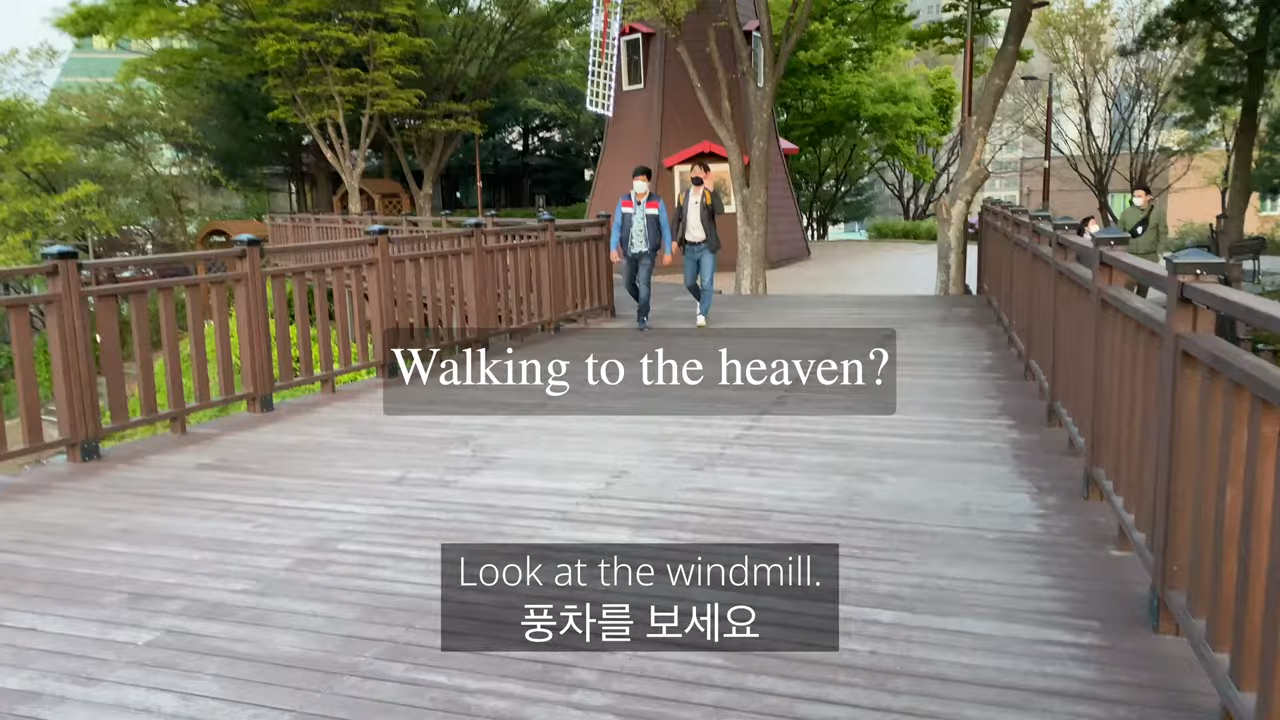 Walking to the heaven?
Look at the windmill.
풍차를 보세요